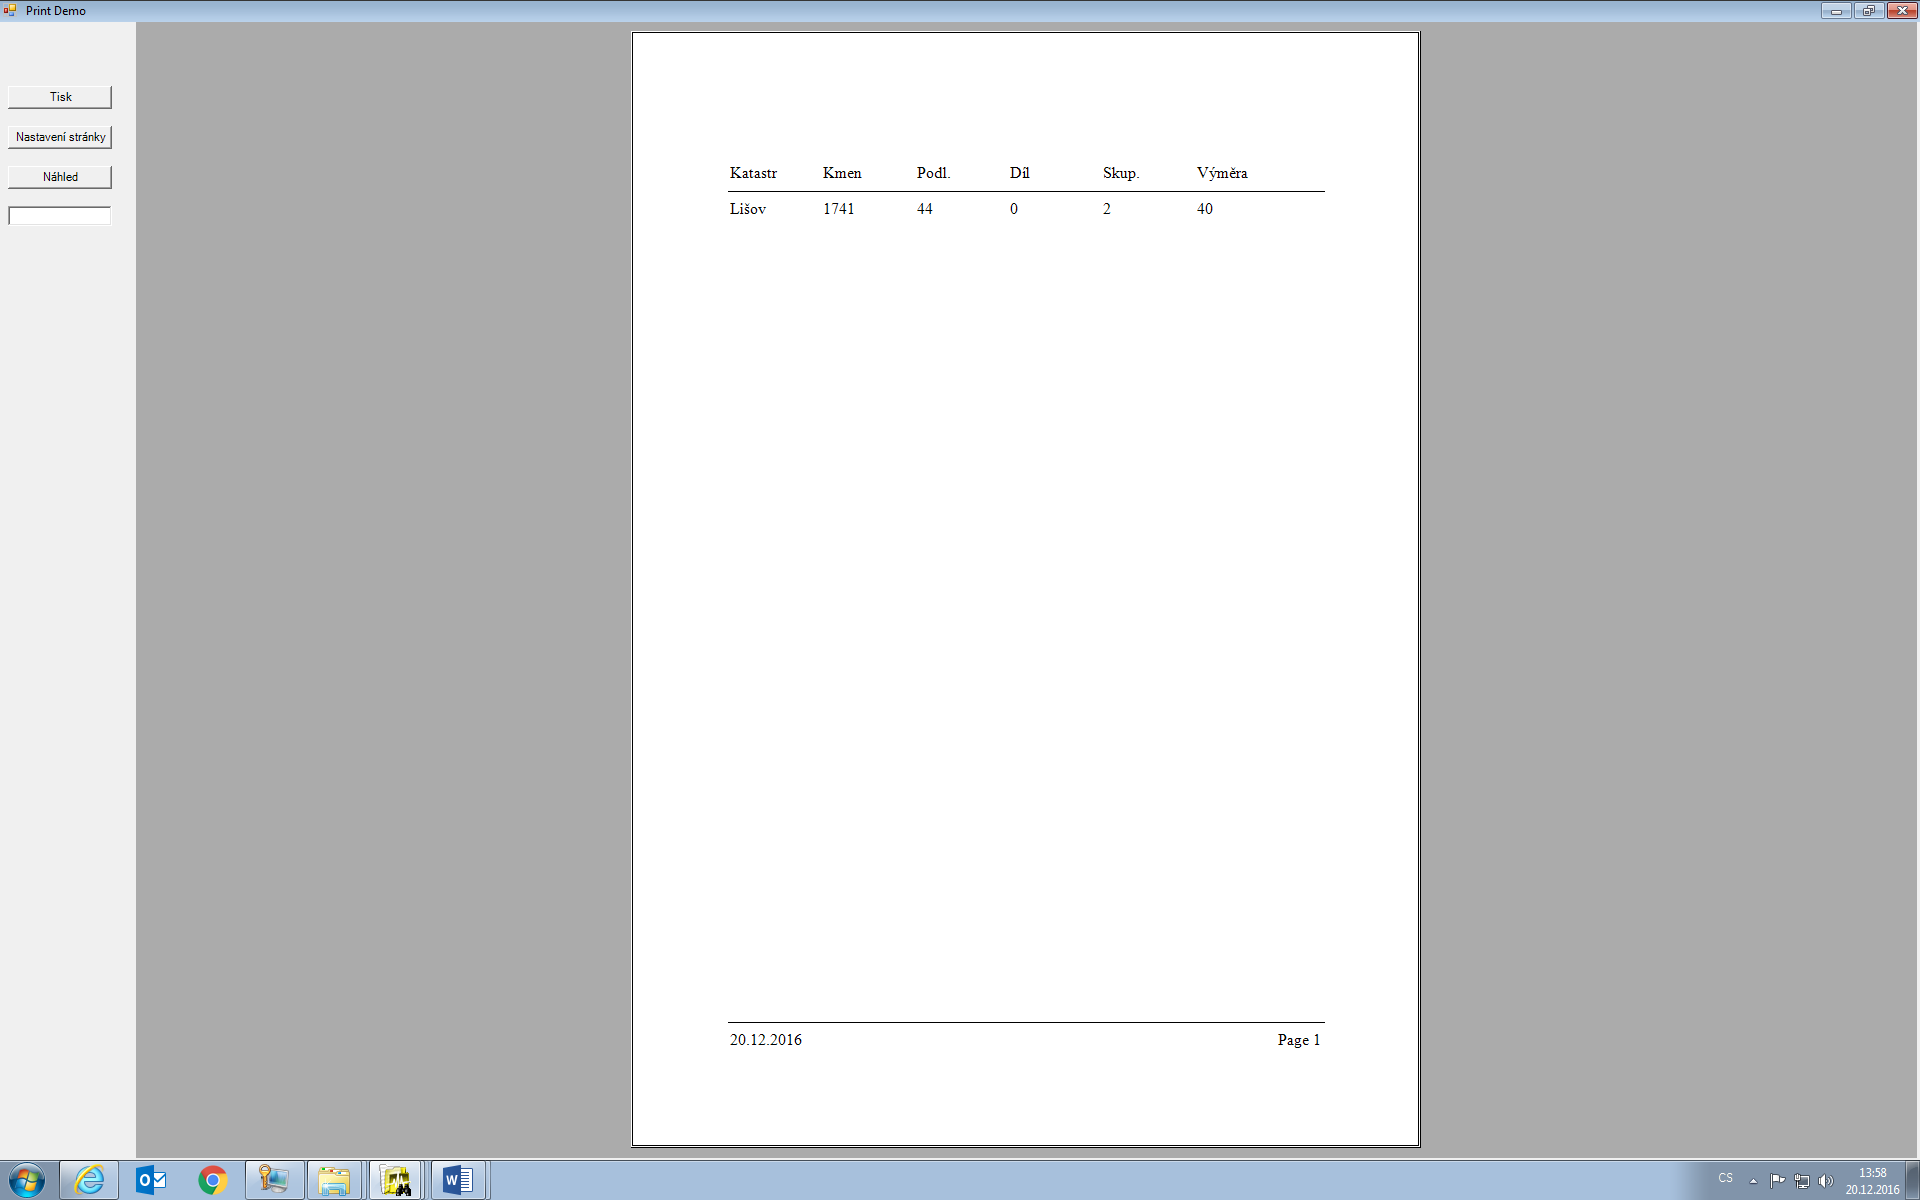 Print Demo
Tisk
Nastavení stránky
Náhled
Katastr Kmen Podl. Díl Skup. Výměra
Lišov 1741 44 0 2 40
20.12.2016 Page 1
CS 13:58
20.12.2016